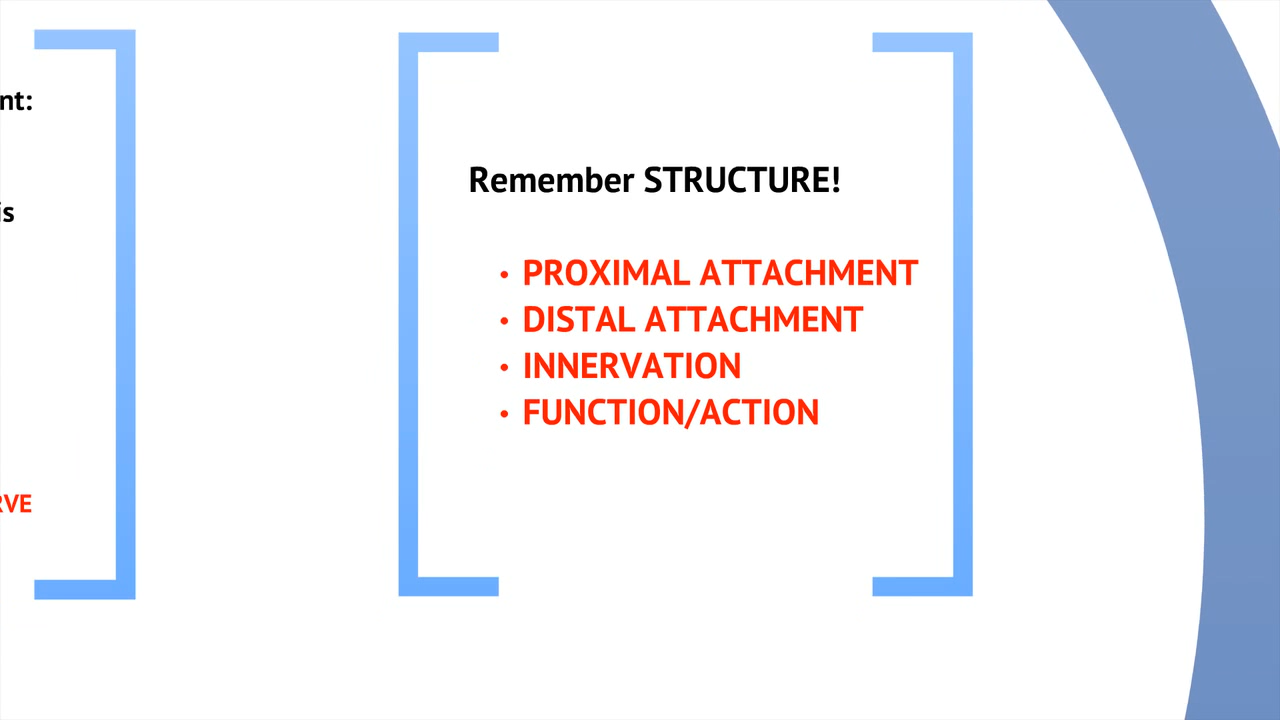 nt:
is
RVE
Remember STRUCTURE!
• PROXIMAL ATTACHMENT
• DISTAL ATTACHMENT
• INNERVATION
• FUNCTION/ACTION